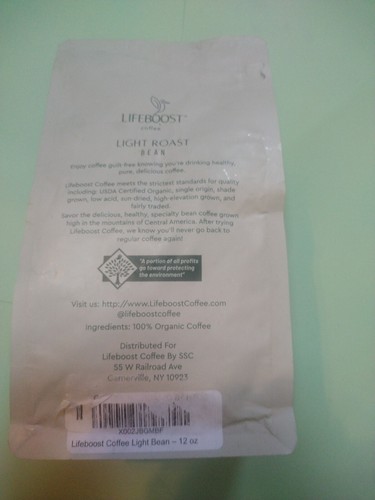 LIFEBOOST™
coffee
LIGHT ROAST
BEAN
Enjoy coffee guilt-free knowing you're drinking healthy,
pure, delicious coffee.
Lifeboost Coffee meets the strictest standards for quality
including: USDA Certified Organic, single origin, shade
grown, low acid, sun dried, high-elevation grown, and
fairly traded.
Savor the delicious, healthy, specialty bean coffee grown
high in the mountains of Central America. After trying
Lifeboost Coffee, we know you'll never go back to
regular coffee again!
"A portion of all profits
go toward protecting
the environment"
Visit us: http://www.LifeboostCoffee.com
@lifeboostcoffee
Ingredients: 100% Organic Coffee
Distributed For
Lifeboost Coffee By SSC
55 W Railroad Ave
Garnerville, NY 10923
Lifeboost Coffee Light Bean – 12 oz